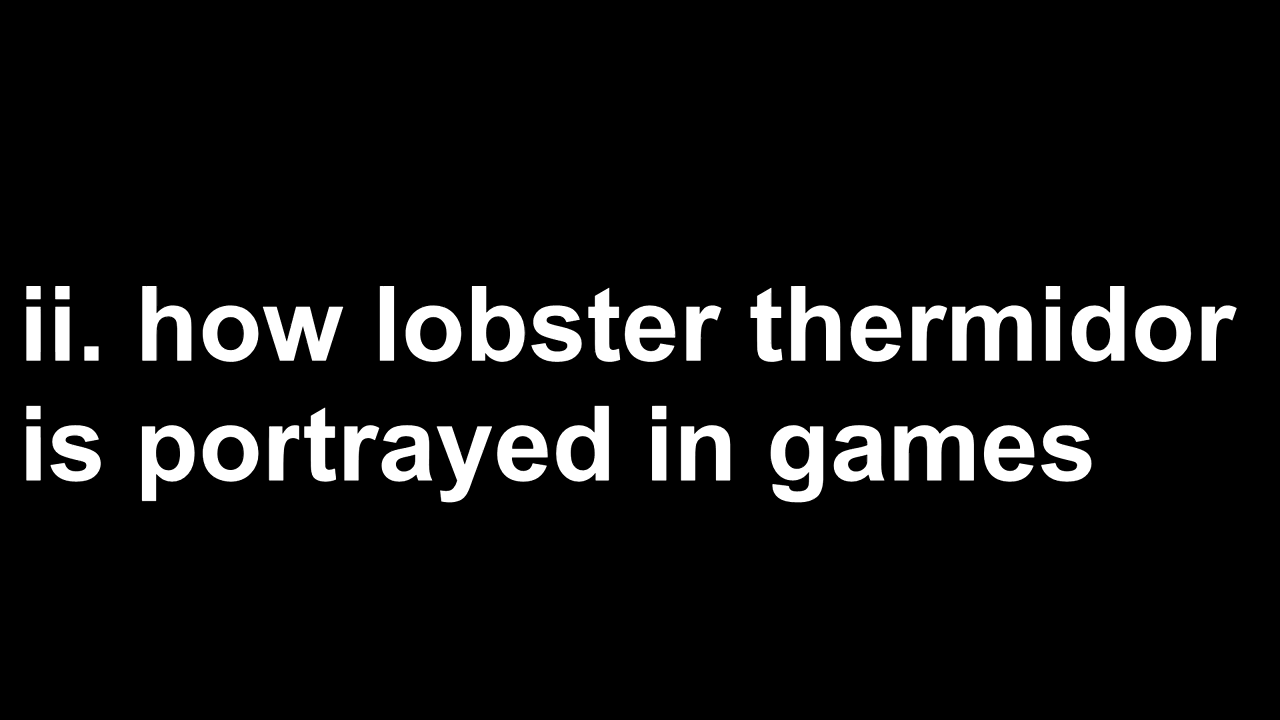 ii. how lobster thermidor
is portrayed in games